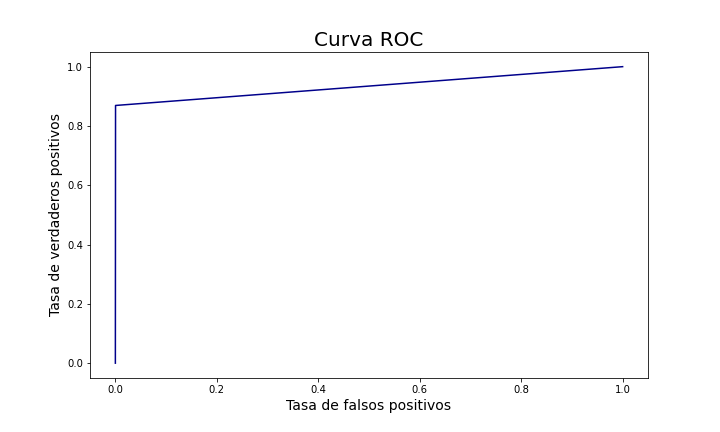 Curva ROC
Tasa de verdaderos positivos
1.0
0.8
0.6
0.4
0.2
0.0
0.0 0.2 0.4 0.6 0.8 1.0
Tasa de falsos positivos